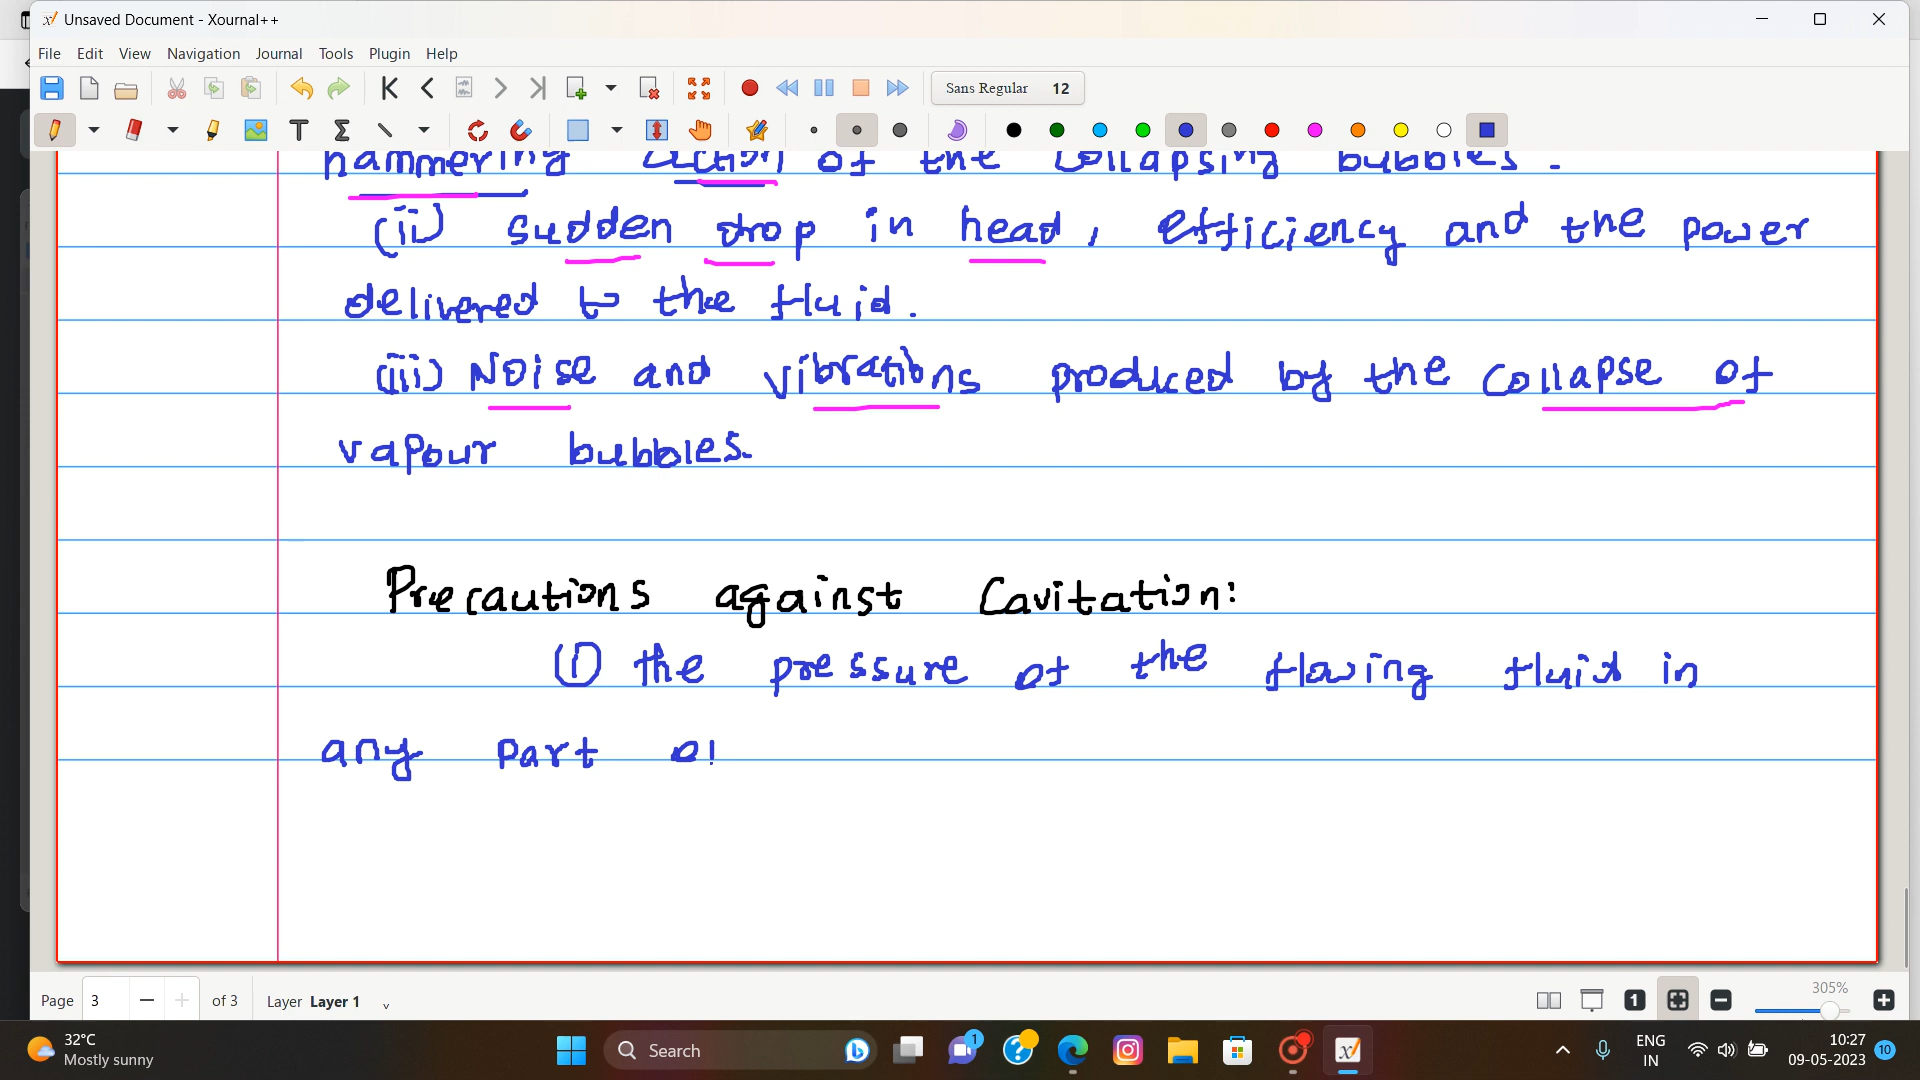 Unsaved Document - Xournal++
File Edit View Navigation Journal Tools Plugin Help
Sans Regular 12
hammering action of the collapsing bubbles.
(ii) sudden drop in head, efficiency and the power
delivered to the fluid.
(iii) Noise and vibrations produced by the collapse of
vapour bubbles.
Precautions against Cavitation:
(1) the pressure of the flowing fluid in
any part
Page 3 of 3 Layer Layer 1
305%
32°C
Mostly sunny
Search
1
ENG
IN
10:27
09-05-2023
10